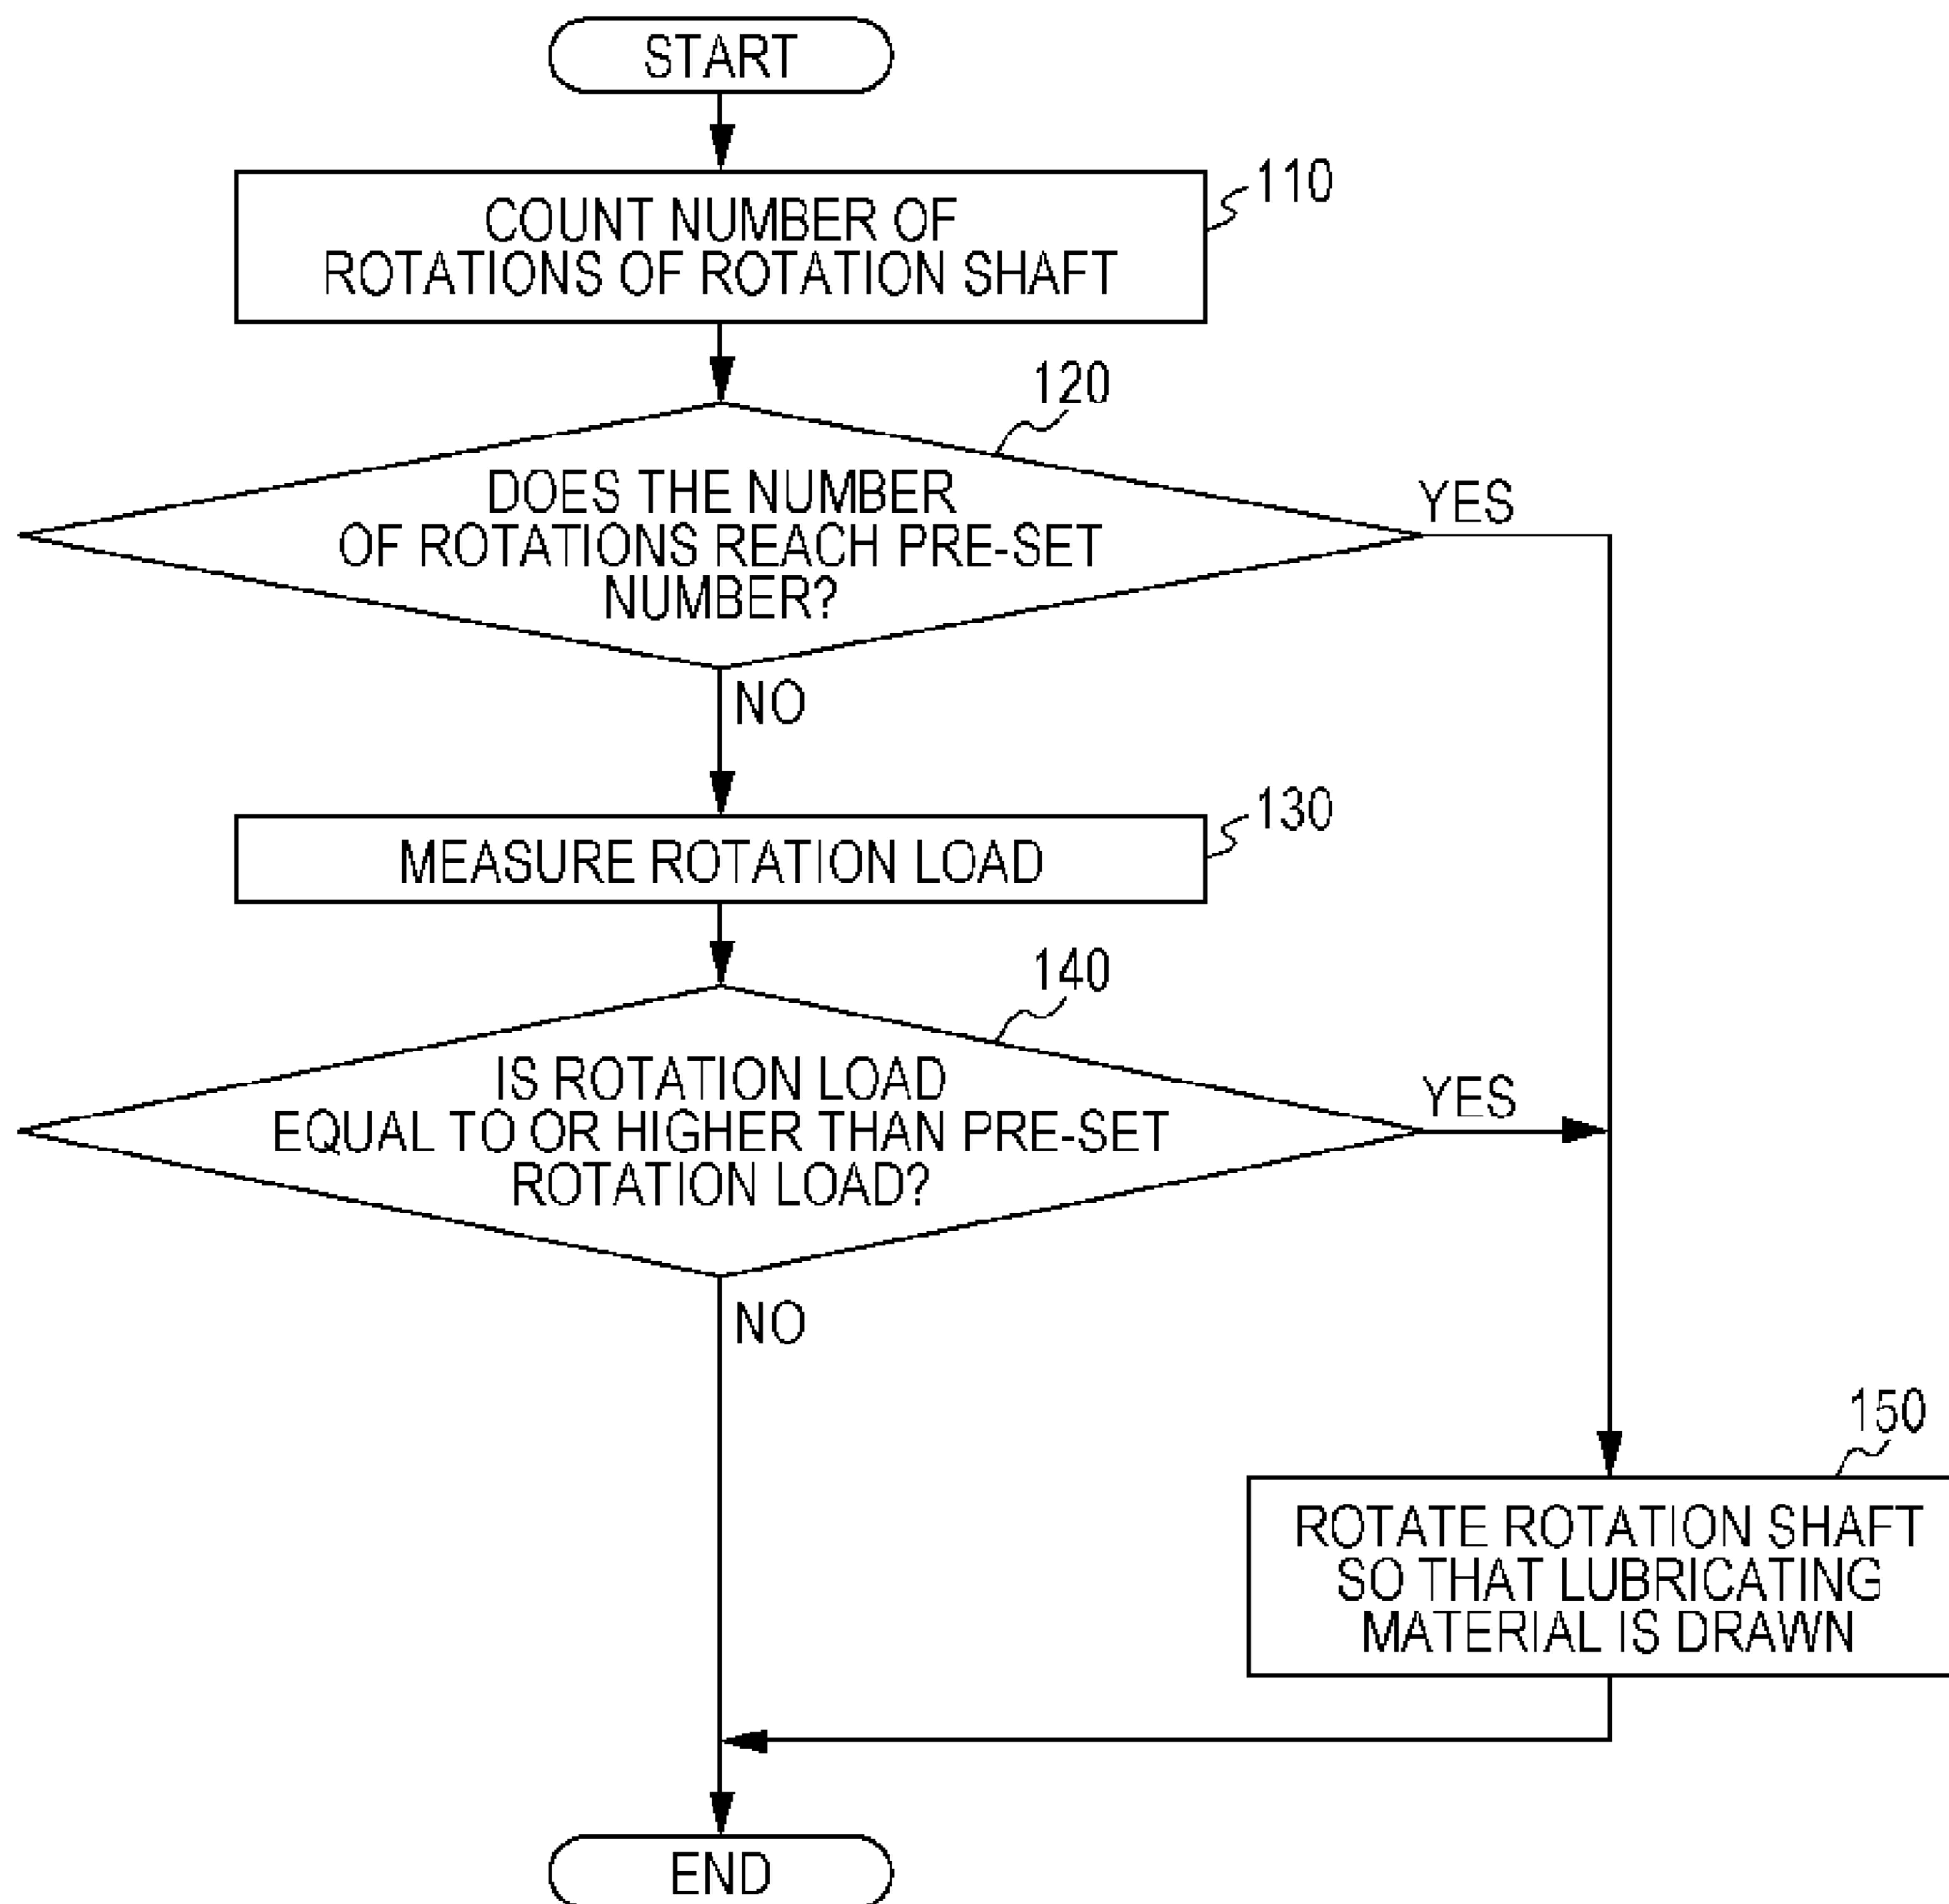 START
COUNT NUMBER OF
ROTATIONS OF ROTATION SHAFT
110
120
DOES THE NUMBER
OF ROTATIONS REACH PRE-SET
NUMBER?
YES
NO
MEASURE ROTATION LOAD
130
140
IS ROTATION LOAD
EQUAL TO OR HIGHER THAN PRE-SET
ROTATION LOAD?
YES
NO
150
ROTATE ROTATION SHAFT
SO THAT LUBRICATING
MATERIAL IS DRAWN
END